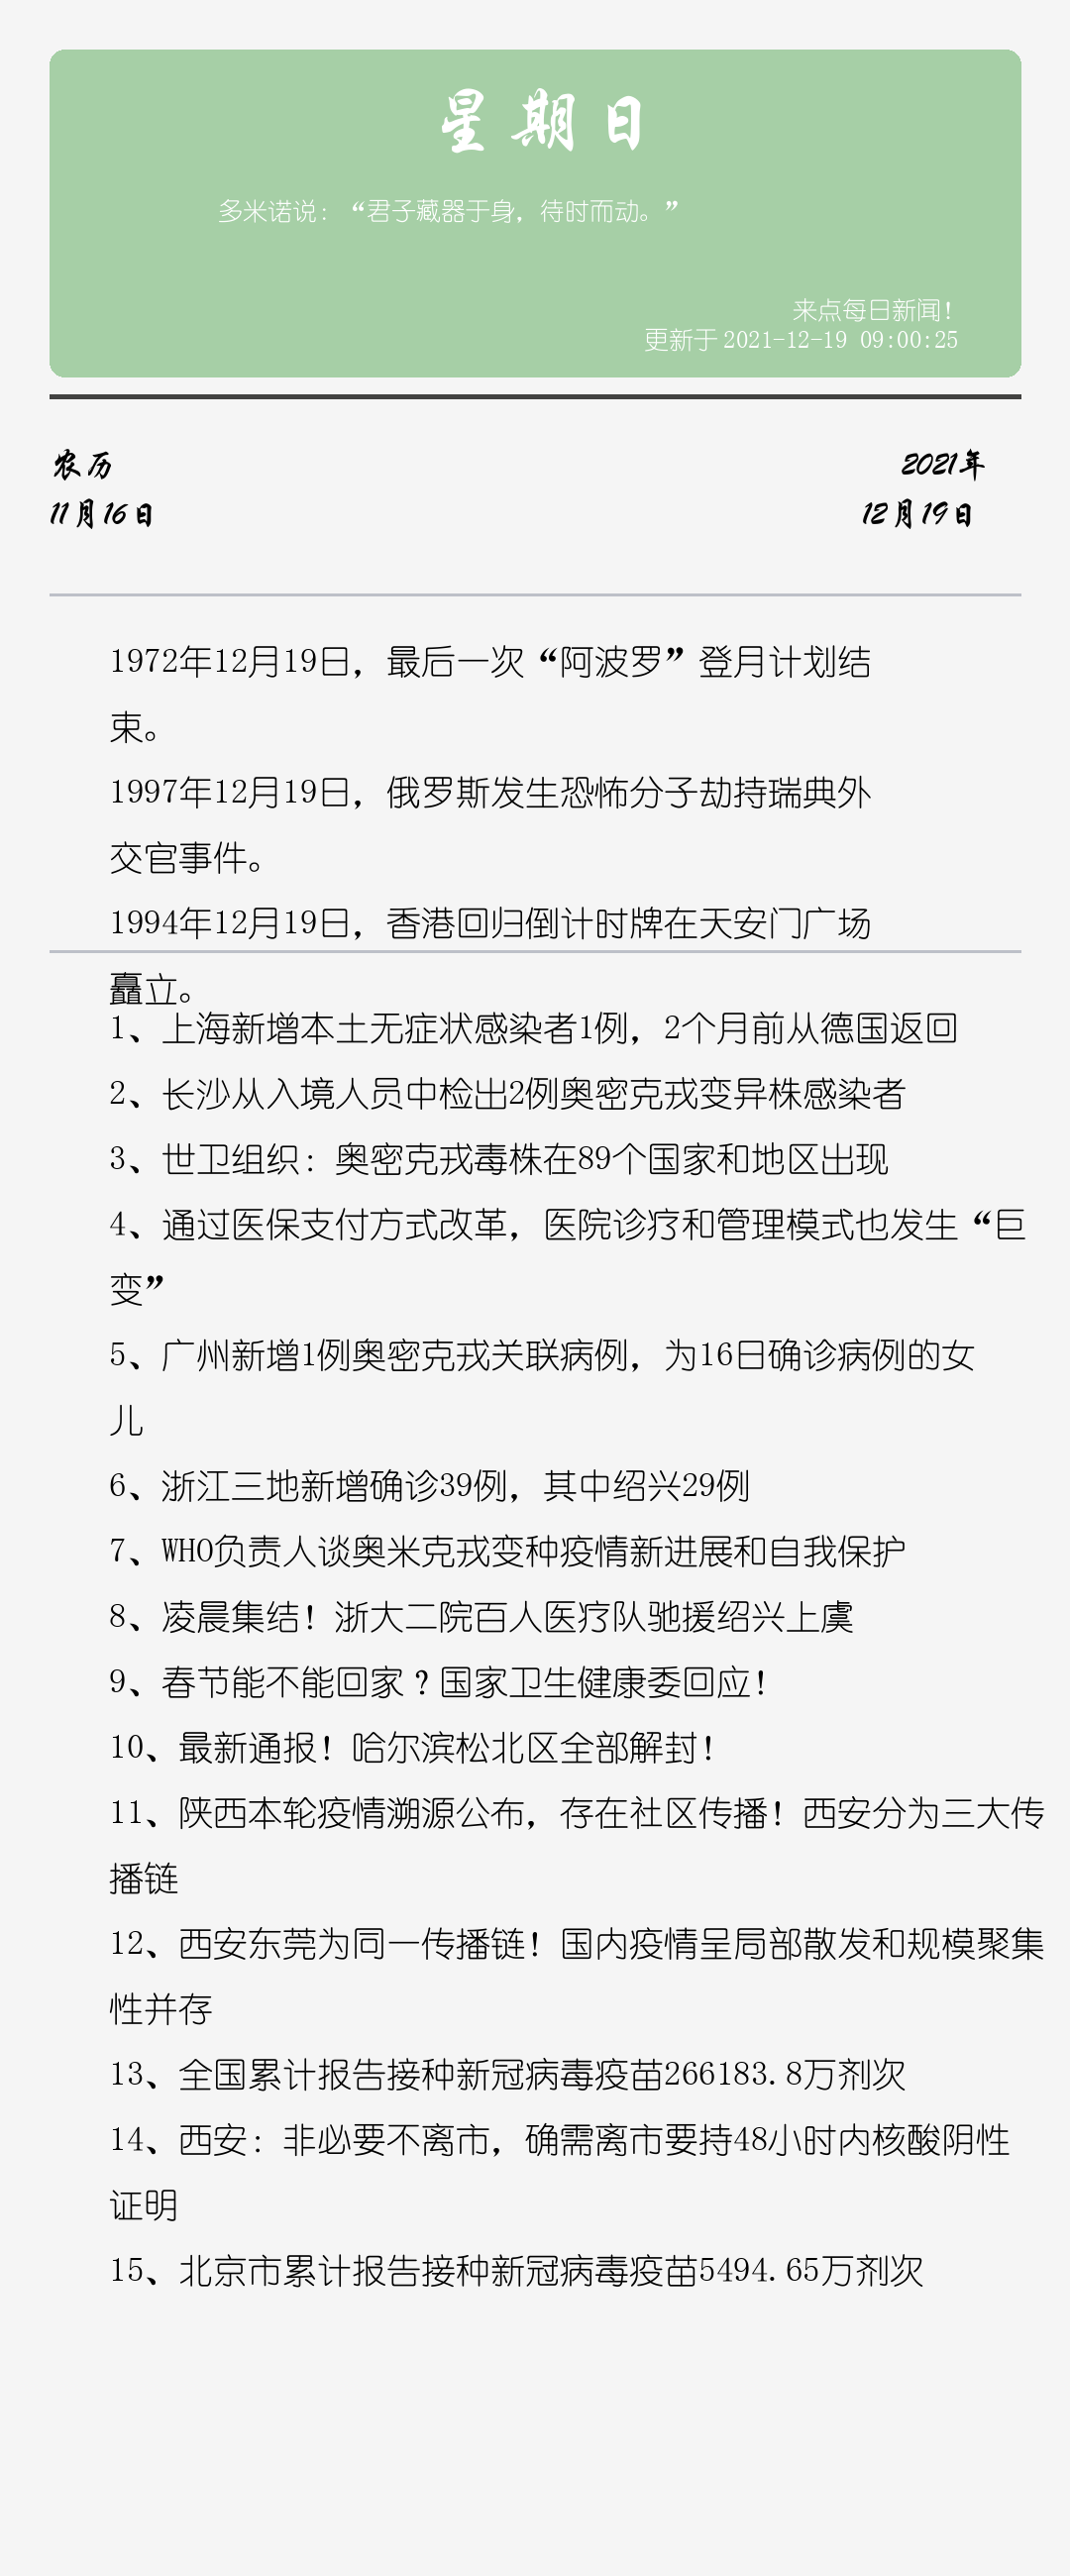 星期日
多米诺说：“君子藏器于身，待时而动。”
来点每日新闻！
更新于 2021-12-19 09:00:25
农历
2021年
11月16日
12月19日
1972年12月19日，最后一次“阿波罗”登月计划结
束。
1997年12月19日，俄罗斯发生恐怖分子劫持瑞典外
交官事件。
1994年12月19日，香港回归倒计时牌在天安门广场
矗立。
1、上海新增本土无症状感染者1例，2个月前从德国返回
2、长沙从入境人员中检出2例奥密克戎变异株感染者
3、世卫组织：奥密克戎毒株在89个国家和地区出现
4、通过医保支付方式改革，医院诊疗和管理模式也发生“巨
变”
5、广州新增1例奥密克戎关联病例，为16日确诊病例的女
儿
6、浙江三地新增确诊39例，其中绍兴29例
7、WHO负责人谈奥米克戎变种疫情新进展和自我保护
8、凌晨集结！浙大二院百人医疗队驰援绍兴上虞
9、春节能不能回家？国家卫生健康委回应！
10、最新通报！哈尔滨松北区全部解封！
11、陕西本轮疫情溯源公布，存在社区传播！西安分为三大传
播链
12、西安东莞为同一传播链！国内疫情呈局部散发和规模聚集
性并存
13、全国累计报告接种新冠病毒疫苗266183.8万剂次
14、西安：非必要不离市，确需离市要持48小时内核酸阴性
证明
15、北京市累计报告接种新冠病毒疫苗5494.65万剂次